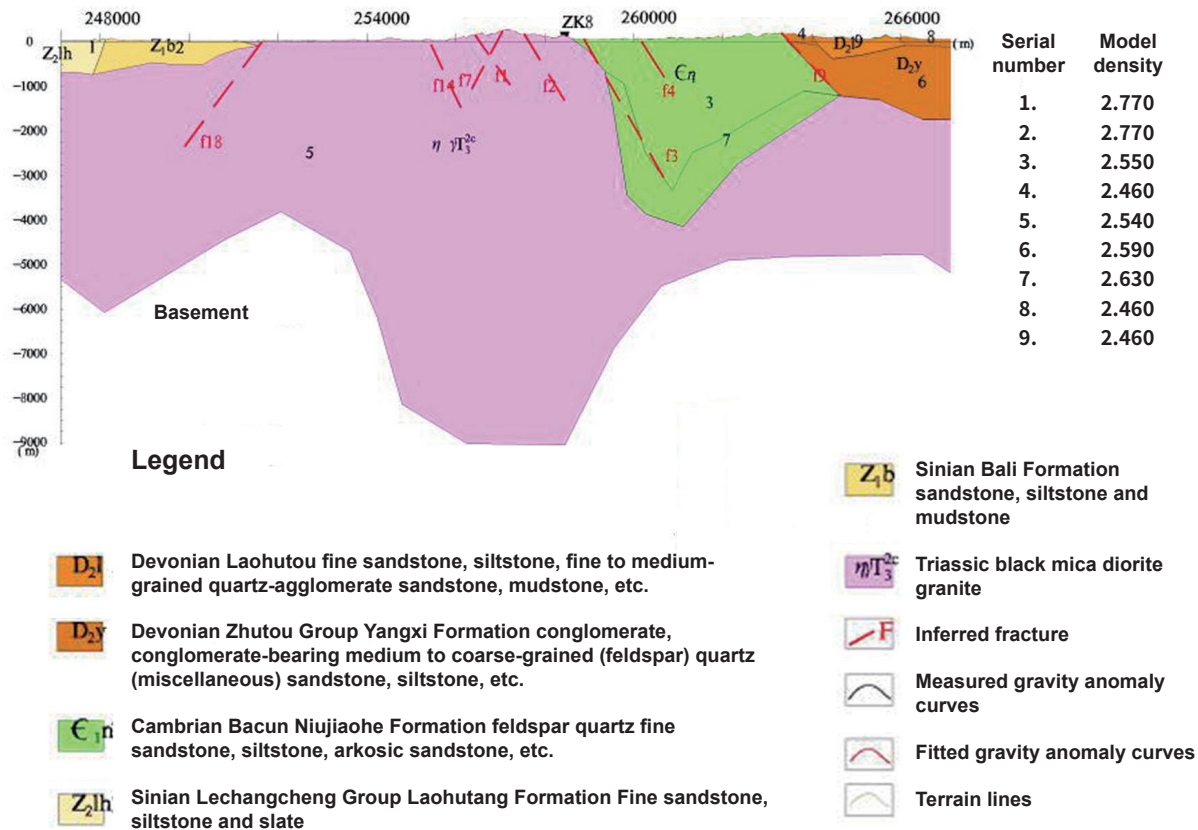 248000 254000 ZK8 260000 266000
Z₂lh 1 Z₁b2 4 D₂l9 8 (m)
D₂y
6
0
−1000
−2000
−3000
−4000
−5000
−6000
−7000
−8000
−9000
(m)
f18
5
f14 f7 f1 f2
η γT₃²ᶜ
f4
Єη
3
7
f3
f9
Basement
Serial number Model density
1. 2.770
2. 2.770
3. 2.550
4. 2.460
5. 2.540
6. 2.590
7. 2.630
8. 2.460
9. 2.460
Legend
D₂l
Devonian Laohutou fine sandstone, siltstone, fine to medium-
grained quartz-agglomerate sandstone, mudstone, etc.
D₂y
Devonian Zhutou Group Yangxi Formation conglomerate,
conglomerate-bearing medium to coarse-grained (feldspar) quartz
(miscellaneous) sandstone, siltstone, etc.
Є₁n
Cambrian Bacun Niujiaohe Formation feldspar quartz fine
sandstone, siltstone, arkosic sandstone, etc.
Z₂lh
Sinian Lechangcheng Group Laohutang Formation Fine sandstone,
siltstone and slate
Z₁b
Sinian Bali Formation
sandstone, siltstone and
mudstone
ηγT₃²ᶜ
Triassic black mica diorite
granite
F
Inferred fracture
Measured gravity anomaly
curves
Fitted gravity anomaly curves
Terrain lines